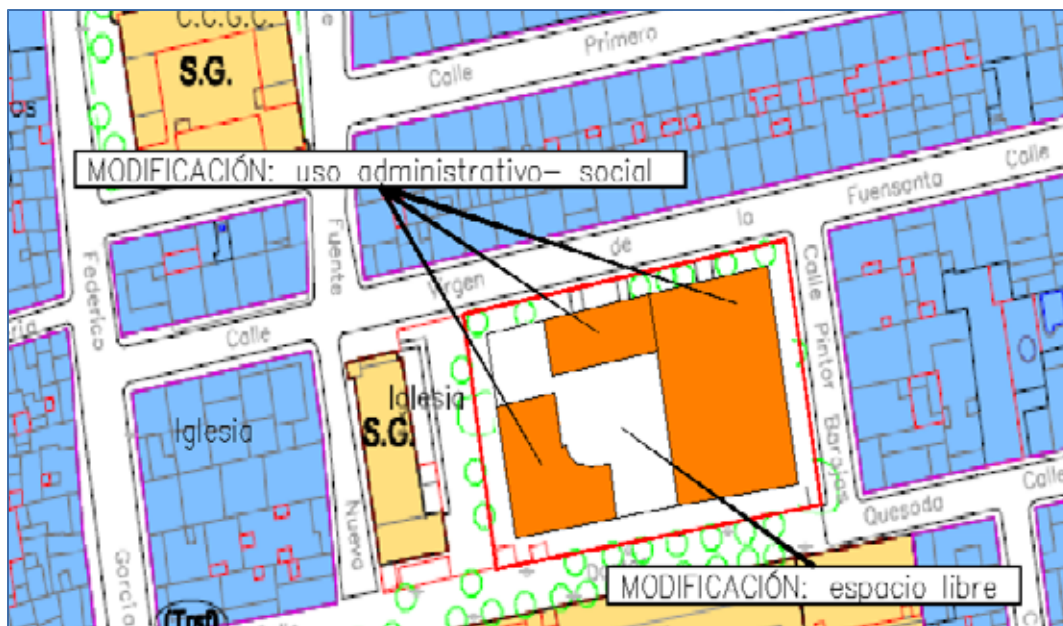 C.C.G.C.
S.G.
Calle Primero
MODIFICACIÓN: uso administrativo- social
Federico
García
Fuente
Nuevo
Calle
Virgen de la Fuensanta
Calle
Calle Pintor Barajas
Iglesia
Iglesia
S.G.
Quesada
Calle
MODIFICACIÓN: espacio libre